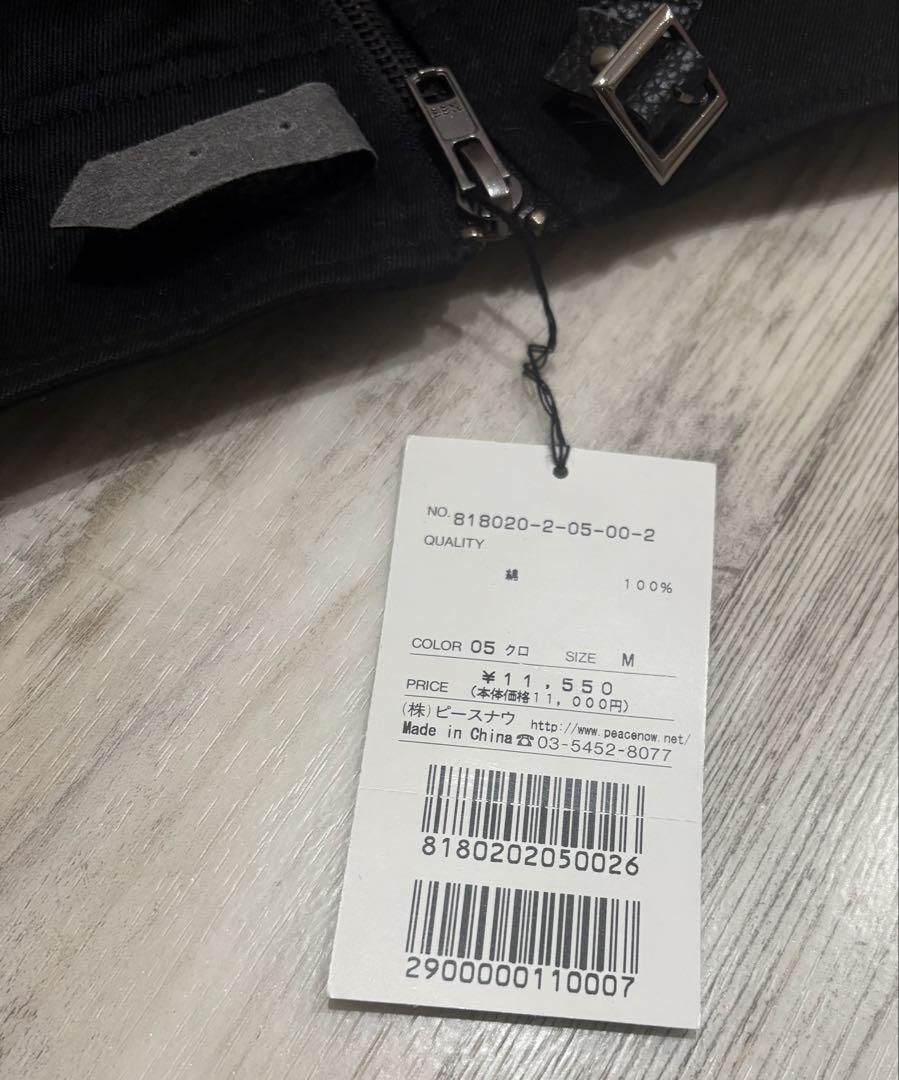 NO. 818020-2-05-00-2
QUALITY
綿 100%
COLOR 05 クロ SIZE M
PRICE ¥11,550
(本体価格11,000円)
(株)ピースナウ http://www.peacenow.net/
Made in China ☎03-5452-8077
8180202050026
2900000110007